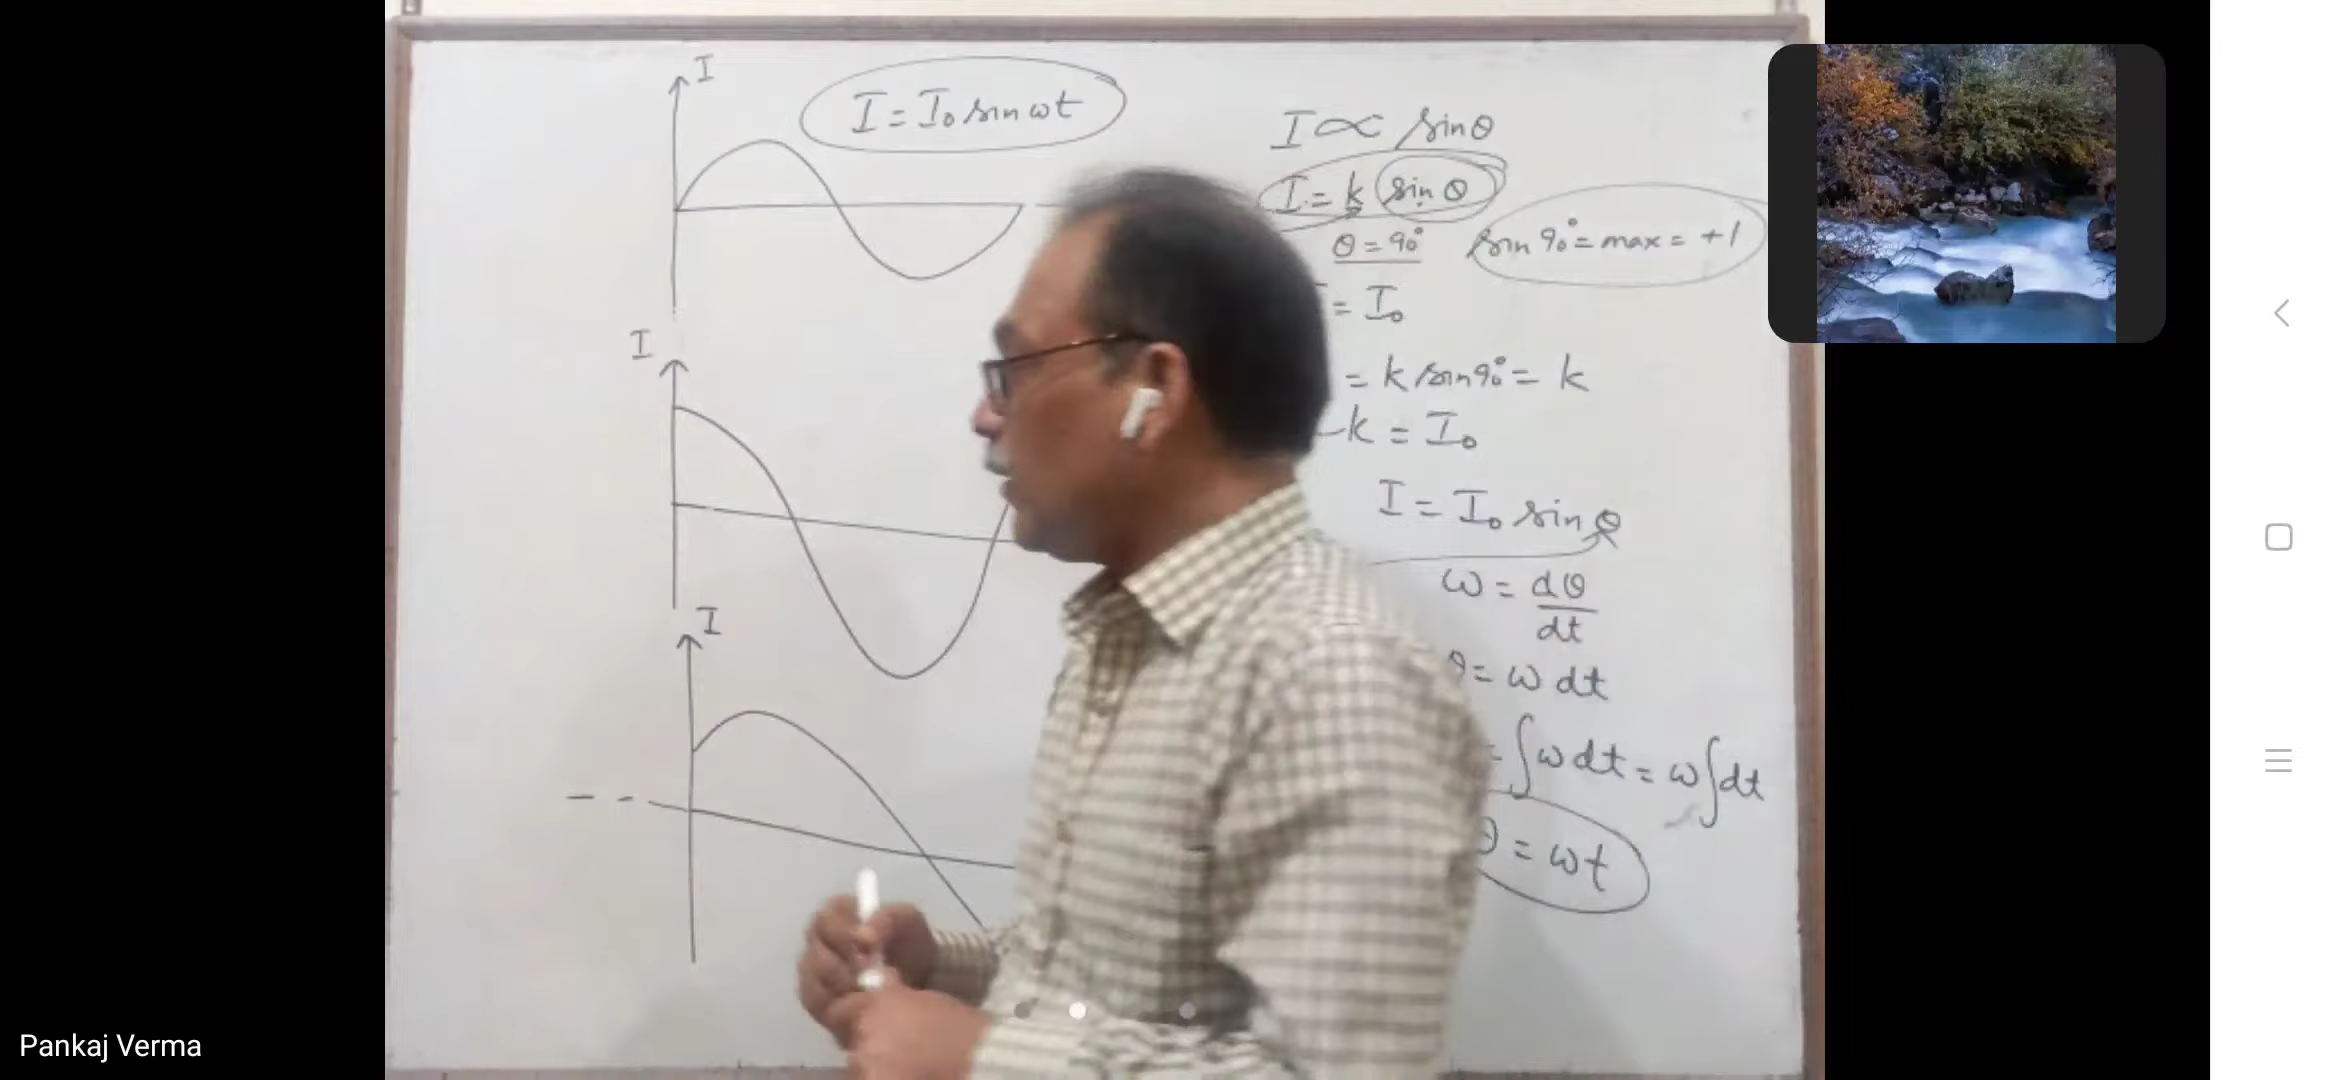 I
I = I₀ sin ωt
I
I
I ∝ sin θ
I = k sin θ
θ = 90°
sin 90° = max = +1
= I₀
= k sin 90° = k
k = I₀
I = I₀ sin θ
ω = dθ/dt
θ = ω dt
= ∫ω dt = ω∫dt
θ = ωt
Pankaj Verma